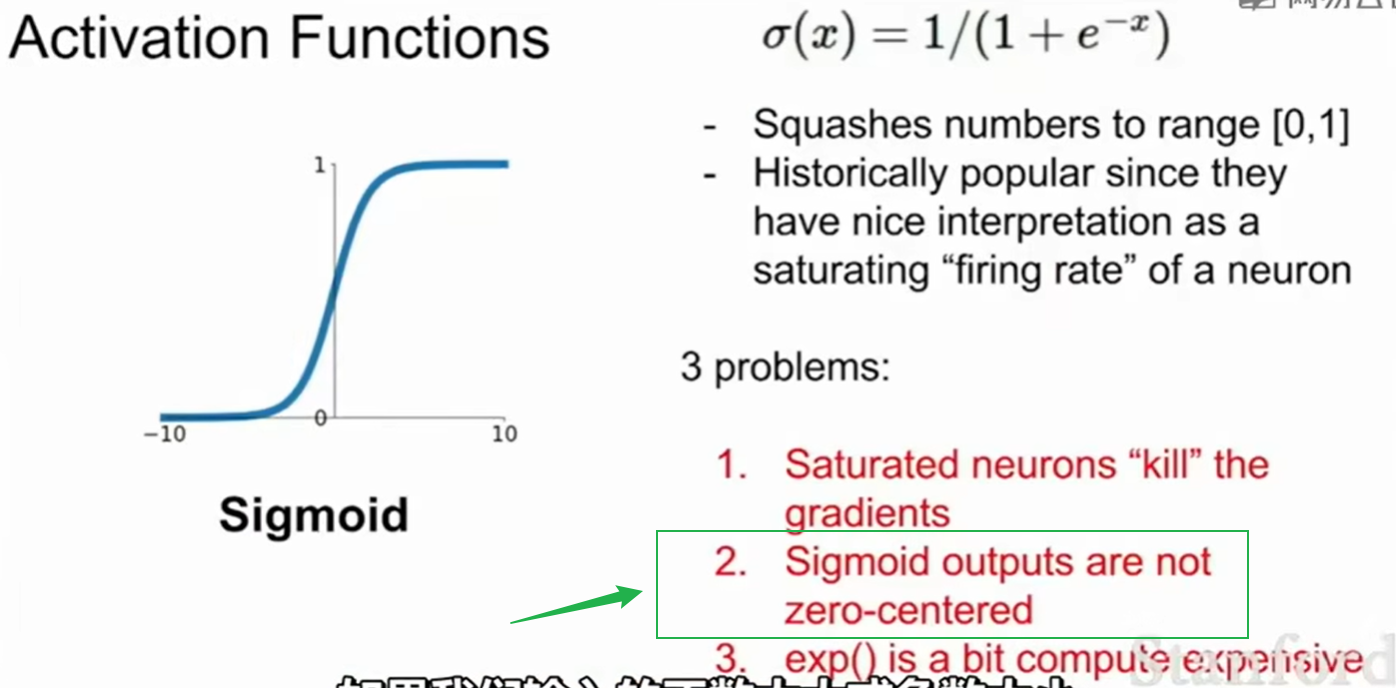 Activation Functions
σ(x) = 1/(1 + e^{-x})
- Squashes numbers to range [0,1]
- Historically popular since they
have nice interpretation as a
saturating “firing rate” of a neuron
1
0
−10
10
Sigmoid
3 problems:
1. Saturated neurons “kill” the
gradients
2. Sigmoid outputs are not
zero-centered
3. exp() is a bit compute expensive
Stanford